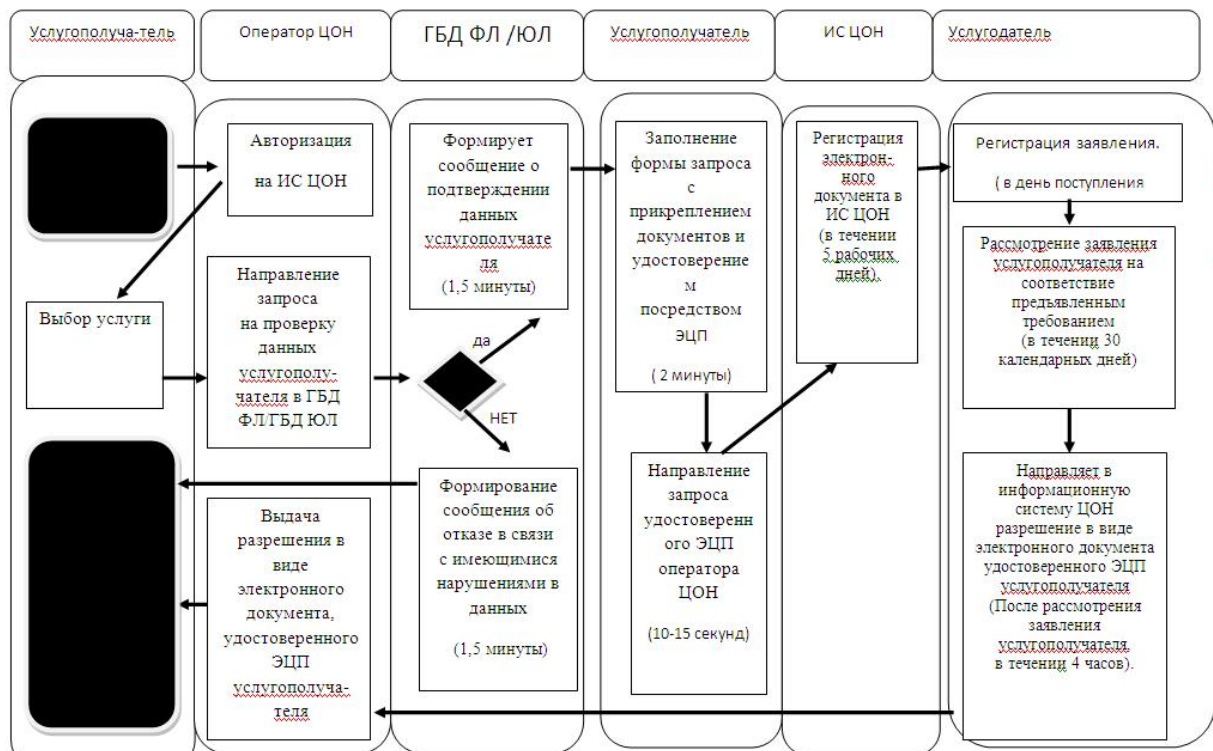 Услугополуча-тель
Оператор ЦОН
ГБД ФЛ /ЮЛ
Услугополучатель
ИС ЦОН
Услугодатель
Авторизация
на ИС ЦОН
Выбор услуги
Направление
запроса
на проверку
данных
услугополу-
чателя в ГБД
ФЛ/ГБД ЮЛ
Формирует
сообщение о
подтверждении
данных
услугополучате
ля
(1,5 минуты)
да
НЕТ
Формирование
сообщения об
отказе в связи
с имеющимися
нарушениями в
данных
(1,5 минуты)
Выдача
разрешения в
виде
электронного
документа,
удостоверенного
ЭЦП
услугополуча-
теля
Заполнение
формы запроса
с
прикреплением
документов и
удостоверение
м
посредством
ЭЦП
( 2 минуты)
Направление
запроса
удостоверенн
ого ЭЦП
оператора
ЦОН
(10-15 секунд)
Регистрация
электрон-
ного
документа в
ИС ЦОН
(в течении
5 рабочих
дней).
Регистрация заявления.
( в день поступления
Рассмотрение заявления
услугополучателя на
соответствие
предъявленным
требованием
(в течении 30
календарных дней)
Направляет в
информационную
систему ЦОН
разрешение в виде
электронного документа
удостоверенного ЭЦП
услугополучателя
(После рассмотрения
заявления
услугополучателя,
в течении 4 часов).